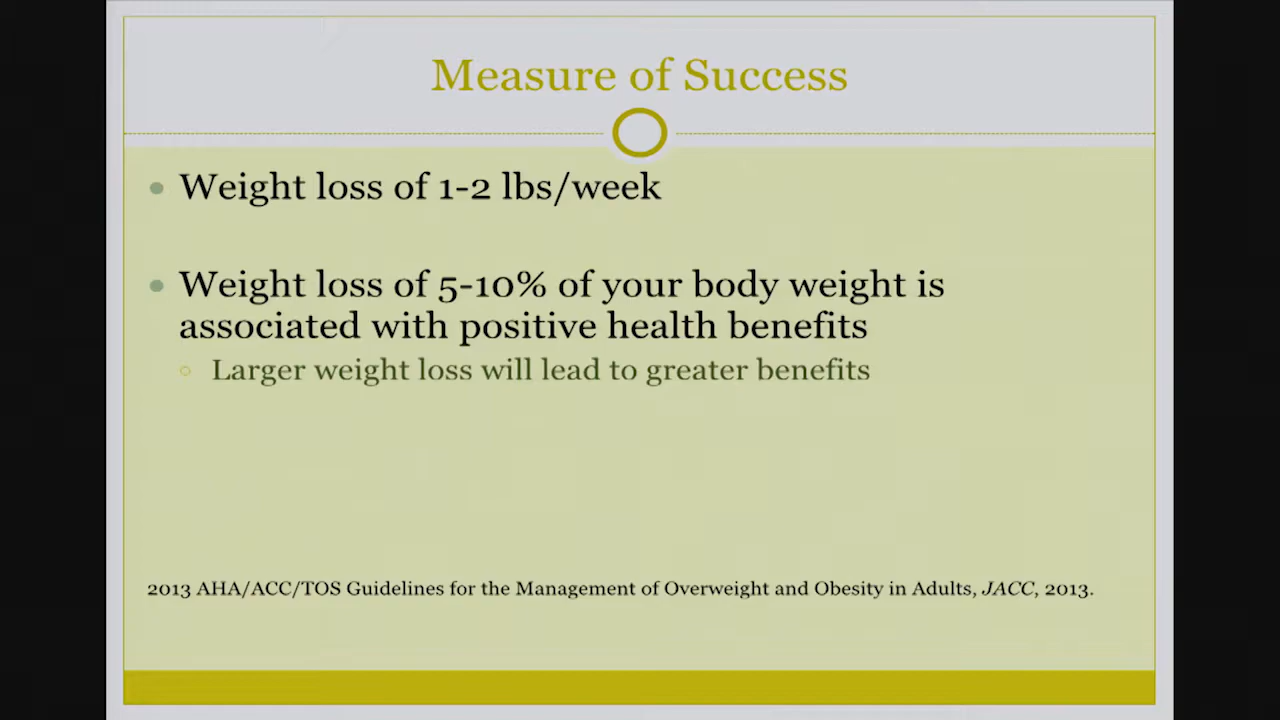 Measure of Success
• Weight loss of 1-2 lbs/week
• Weight loss of 5-10% of your body weight is
associated with positive health benefits
○ Larger weight loss will lead to greater benefits
2013 AHA/ACC/TOS Guidelines for the Management of Overweight and Obesity in Adults, JACC, 2013.